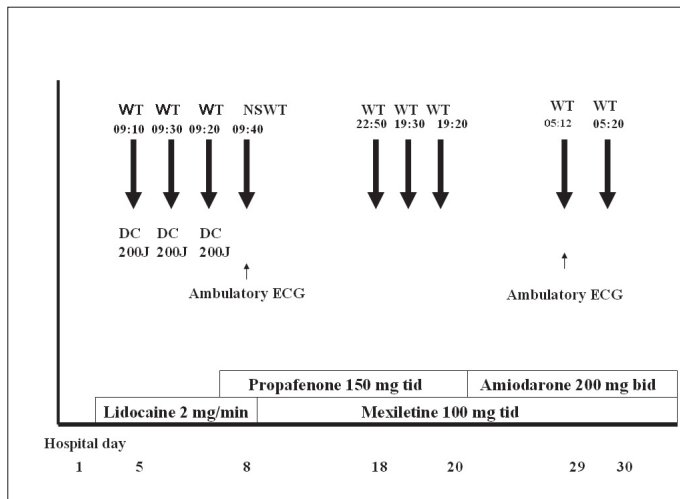 WT WT WT NSWT WT WT WT WT WT
09:10 09:30 09:20 09:40 22:50 19:30 19:20 05:12 05:20
DC DC DC
200J 200J 200J
Ambulatory ECG Ambulatory ECG
Propafenone 150 mg tid Amiodarone 200 mg bid
Lidocaine 2 mg/min Mexiletine 100 mg tid
Hospital day
1 5 8 18 20 29 30